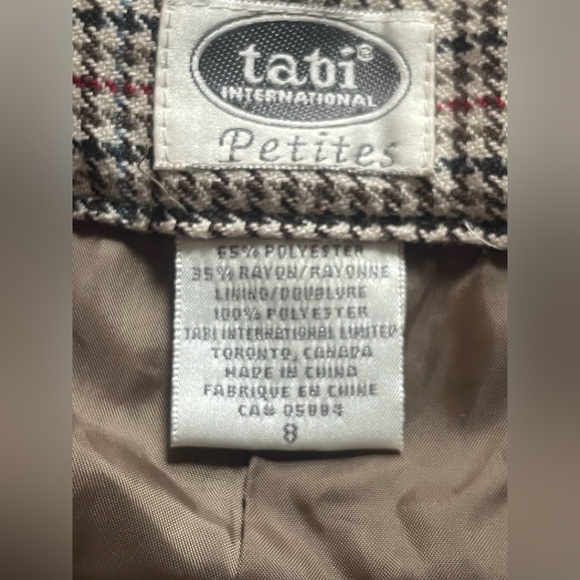 tabi®
INTERNATIONAL
Petites
65% POLYESTER
35% RAYON/RAYONNE
LINING/DOUBLURE
100% POLYESTER
TABI INTERNATIONAL LIMITED
TORONTO, CANADA
MADE IN CHINA
FABRIQUE EN CHINE
CA# 05884
8